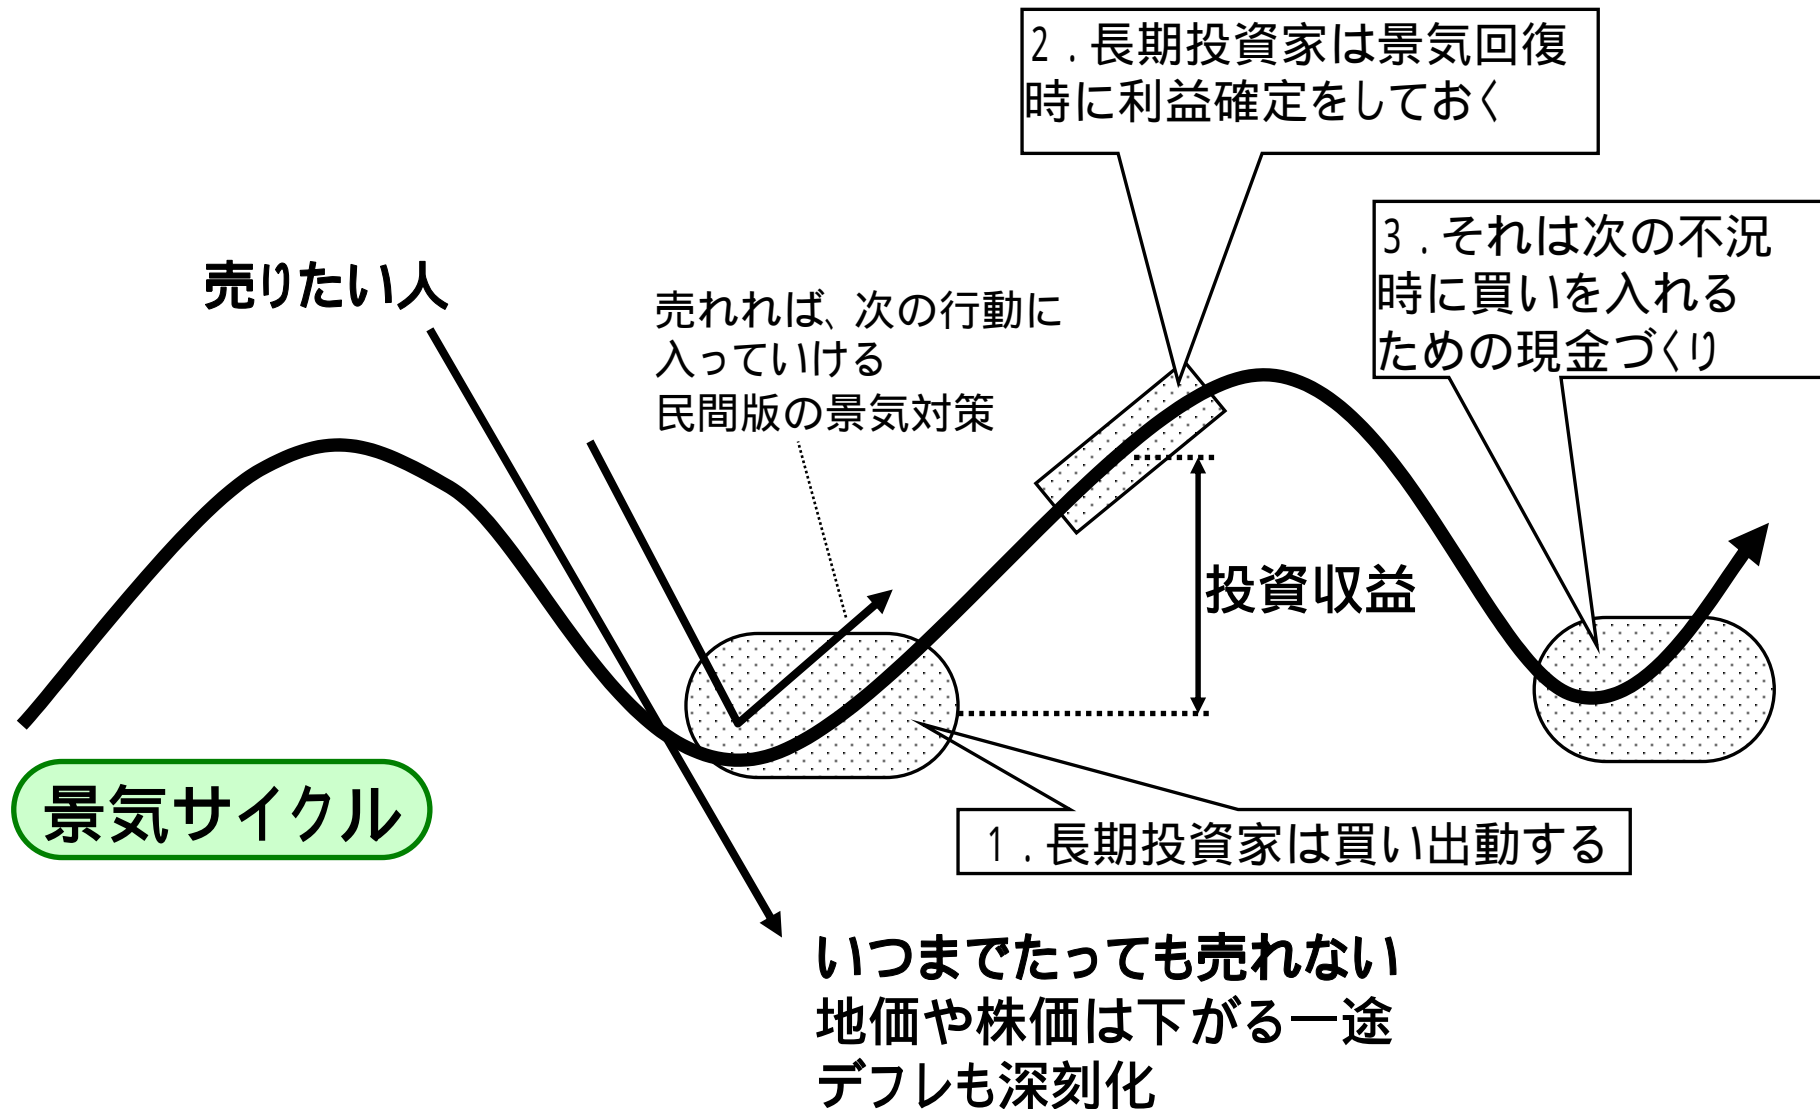 2．長期投資家は景気回復
時に利益確定をしておく
3．それは次の不況
時に買いを入れる
ための現金づくり
売りたい人
売れれば、次の行動に
入っていける
民間版の景気対策
投資収益
景気サイクル
1．長期投資家は買い出動する
いつまでたっても売れない
地価や株価は下がる一途
デフレも深刻化